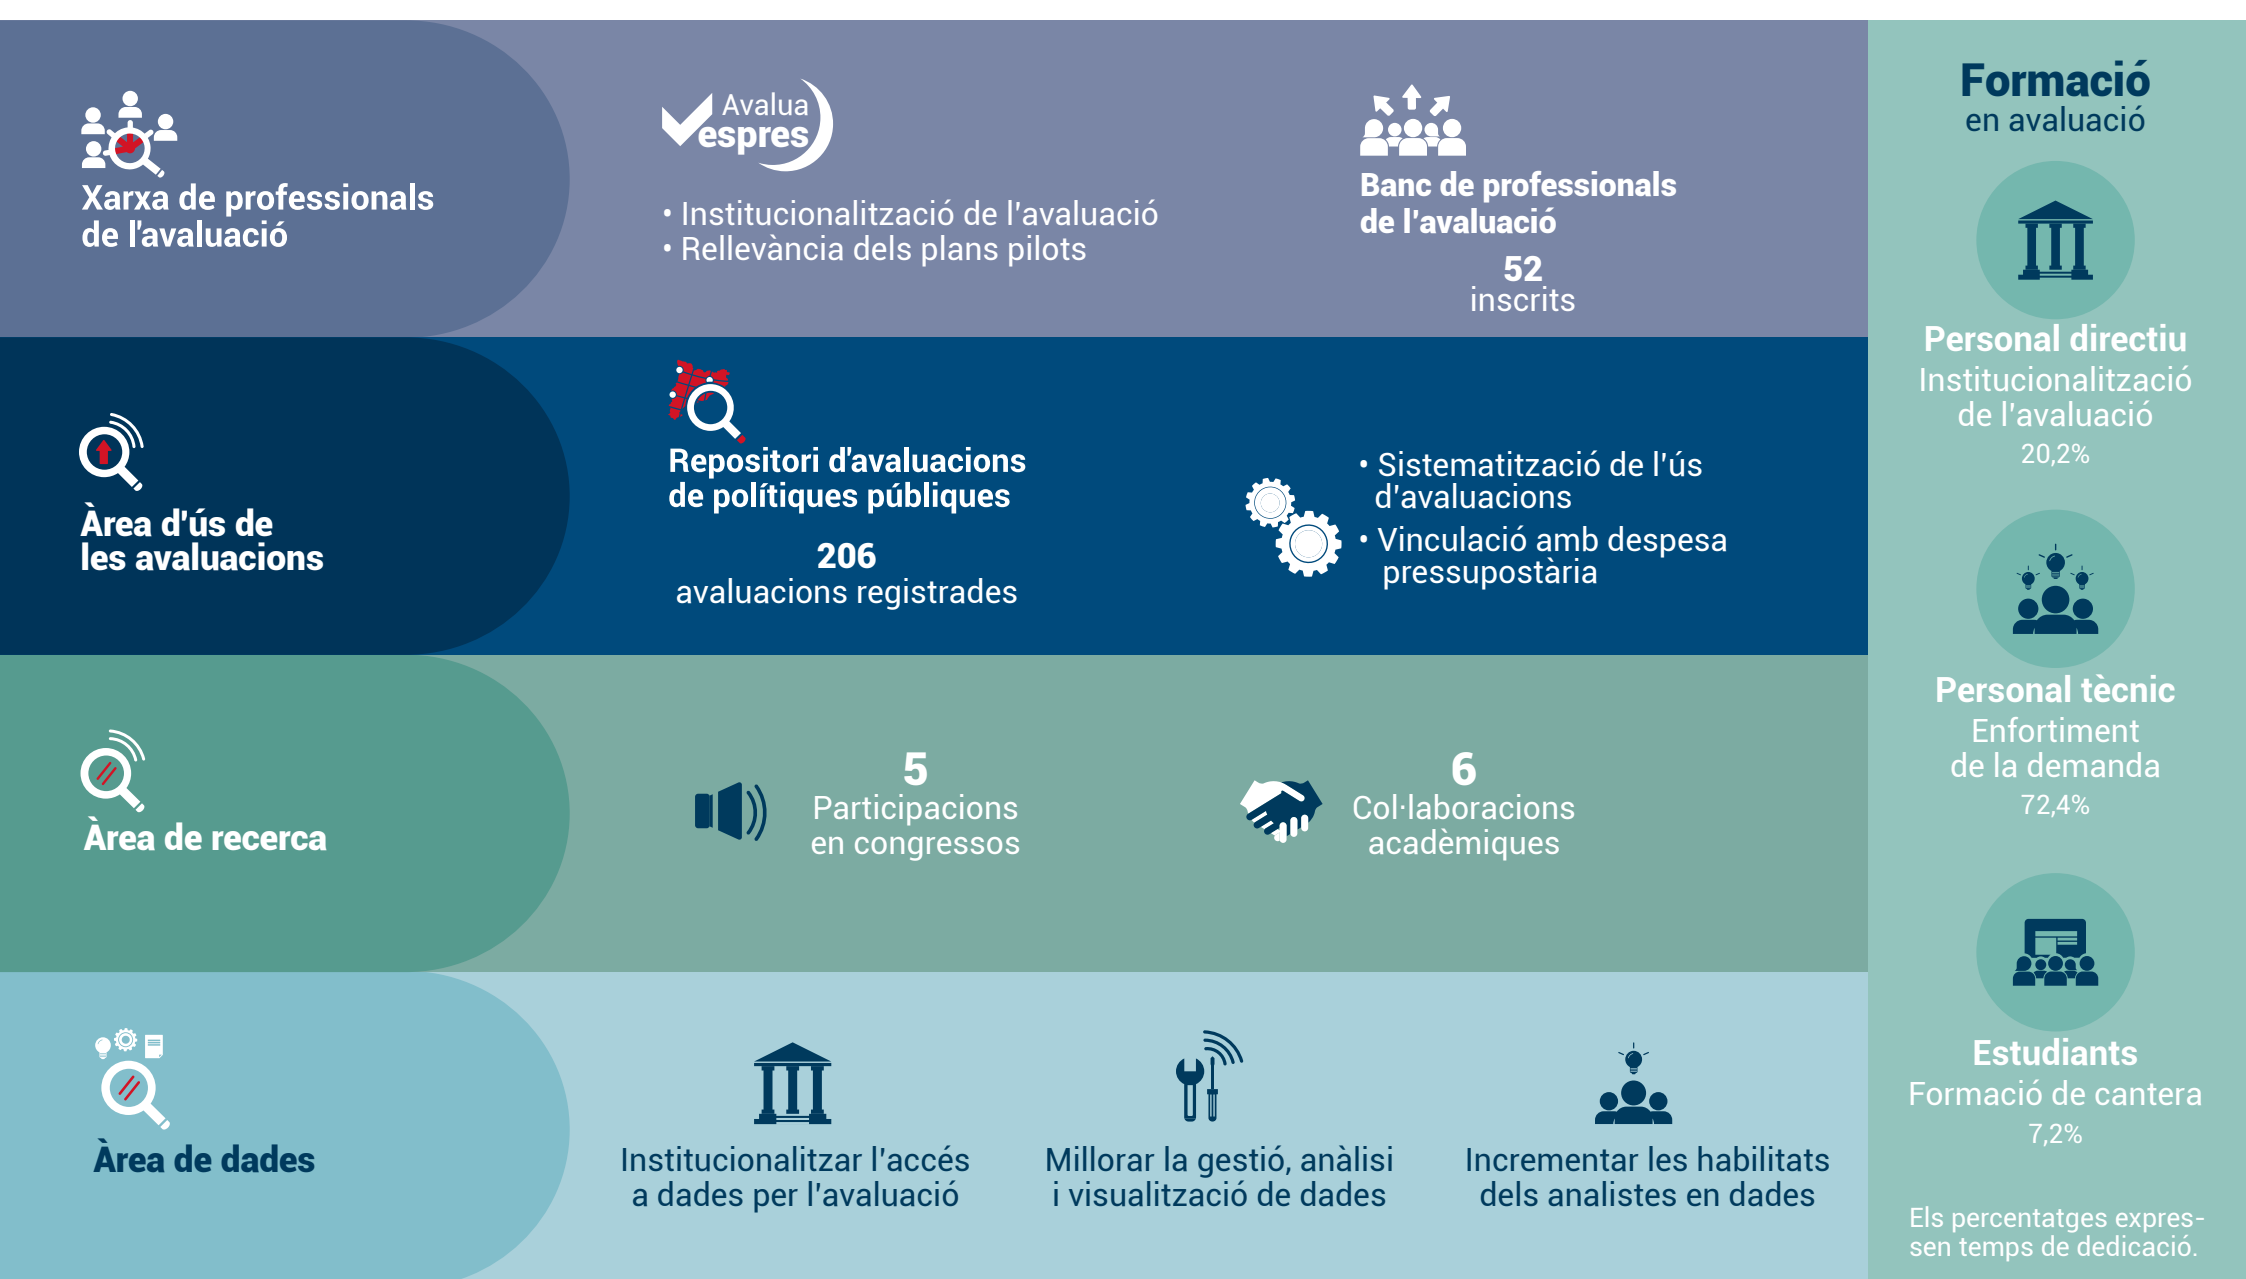 Xarxa de professionals
de l'avaluació
Avalua
espres
• Institucionalització de l'avaluació
• Rellevància dels plans pilots
Banc de professionals
de l'avaluació
52
inscrits
Àrea d'ús de
les avaluacions
Repositori d'avaluacions
de polítiques públiques
206
avaluacions registrades
• Sistematització de l'ús
d'avaluacions
• Vinculació amb despesa
pressupostària
Àrea de recerca
5
Participacions
en congressos
6
Col·laboracions
acadèmiques
Àrea de dades
Institucionalitzar l'accés
a dades per l'avaluació
Millorar la gestió, anàlisi
i visualització de dades
Incrementar les habilitats
dels analistes en dades
Formació
en avaluació
Personal directiu
Institucionalització
de l'avaluació
20,2%
Personal tècnic
Enfortiment
de la demanda
72,4%
Estudiants
Formació de cantera
7,2%
Els percentatges expres-
sen temps de dedicació.